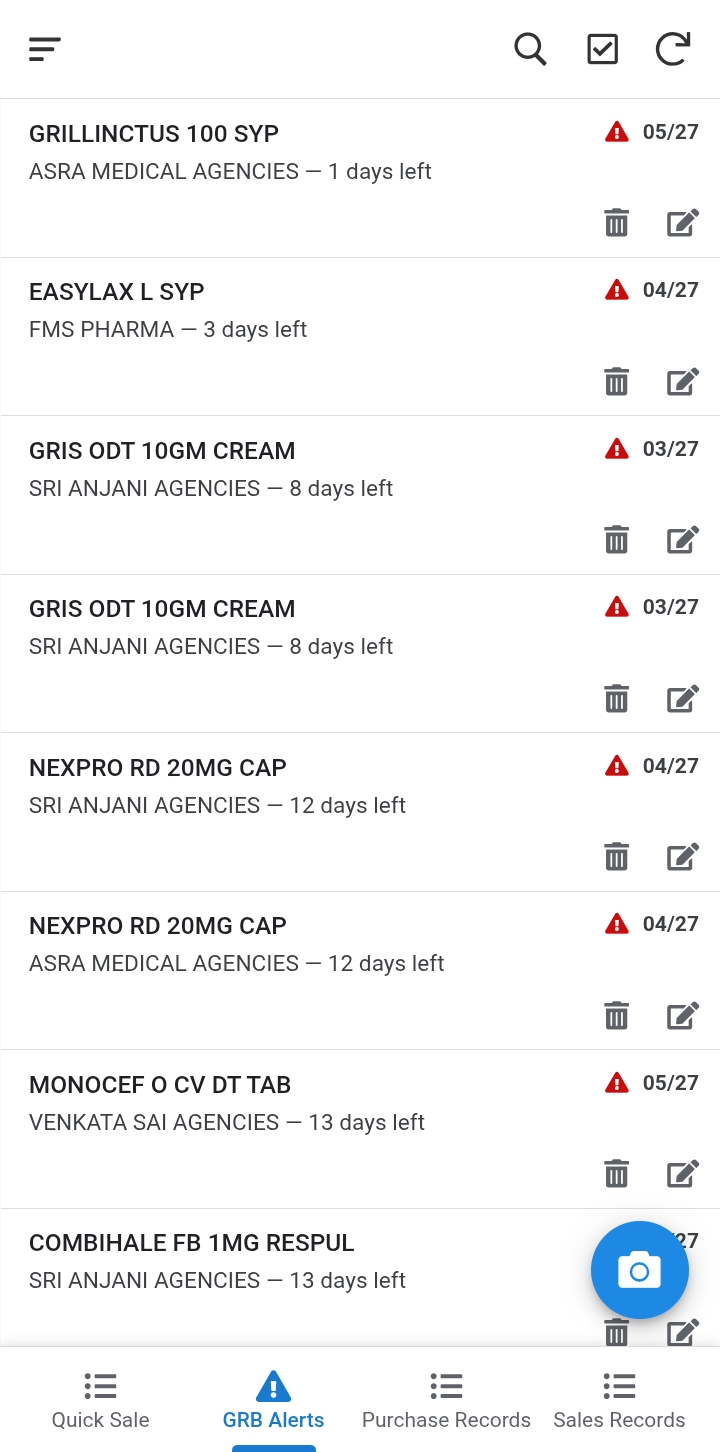 GRILLINCTUS 100 SYP
05/27
ASRA MEDICAL AGENCIES — 1 days left
EASYLAX L SYP
04/27
FMS PHARMA — 3 days left
GRIS ODT 10GM CREAM
03/27
SRI ANJANI AGENCIES — 8 days left
GRIS ODT 10GM CREAM
03/27
SRI ANJANI AGENCIES — 8 days left
NEXPRO RD 20MG CAP
04/27
SRI ANJANI AGENCIES — 12 days left
NEXPRO RD 20MG CAP
04/27
ASRA MEDICAL AGENCIES — 12 days left
MONOCEF O CV DT TAB
05/27
VENKATA SAI AGENCIES — 13 days left
COMBIHALE FB 1MG RESPUL
SRI ANJANI AGENCIES — 13 days left
Quick Sale
GRB Alerts
Purchase Records
Sales Records